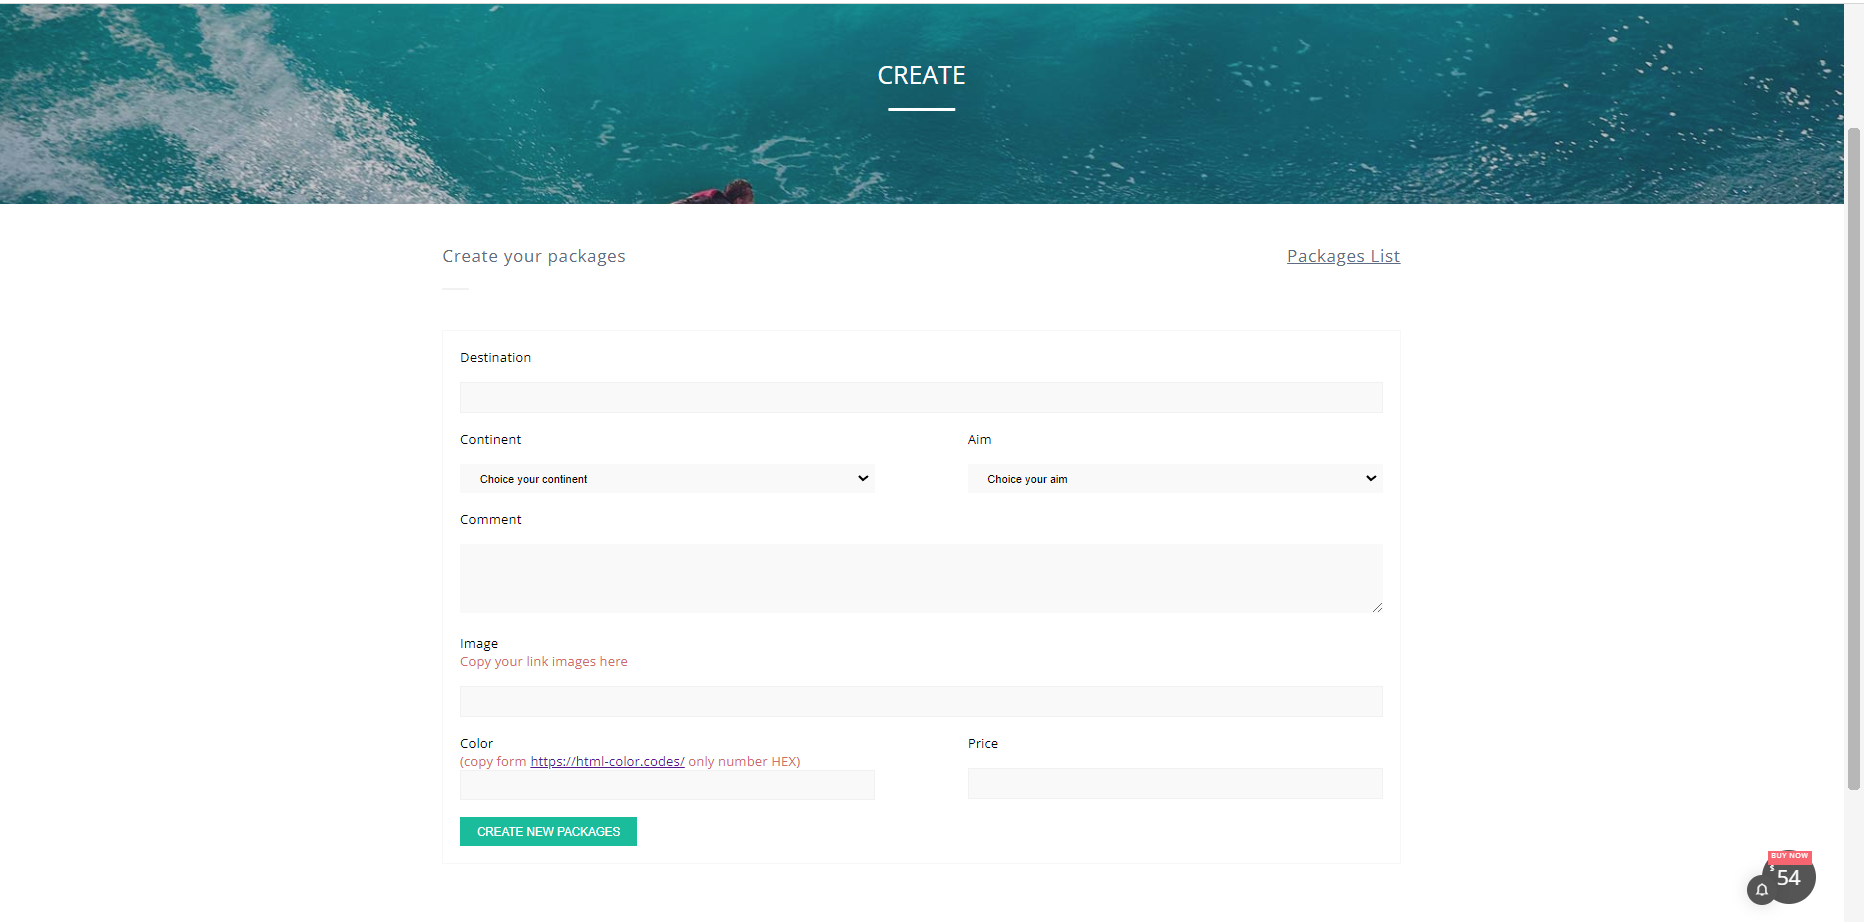 CREATE
Create your packages
Packages List
Destination
Continent
Aim
Choice your continent
Choice your aim
Comment
Image
Copy your link images here
Color
Price
(copy form https://html-color.codes/ only number HEX)
CREATE NEW PACKAGES
BUY NOW
$ 54